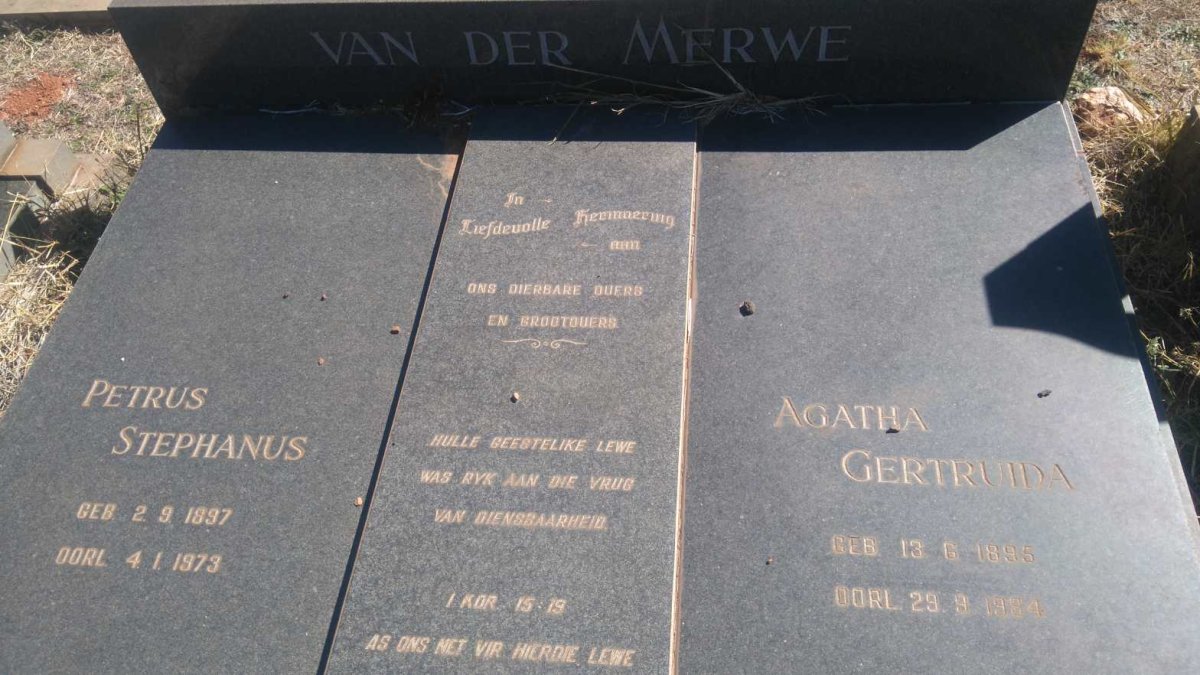 VAN DER MERWE
PETRUS
STEPHANUS
GEB 2 9 1897
OORL. 4 1 1973
In
Liefdevolle Herinnering
aan
ONS DIERBARE OUERS
EN GROOTOUERS
HULLE GEESTELIKE LEWE
WAS RYK AAN DIE VRUG
VAN DIENSBAARHEID.
1 KOR. 15-19
AS ONS NET VIR HIERDIE LEWE
AGATHA
GERTRUIDA
GEB 13 6 1895
OORL. 29 9 1984